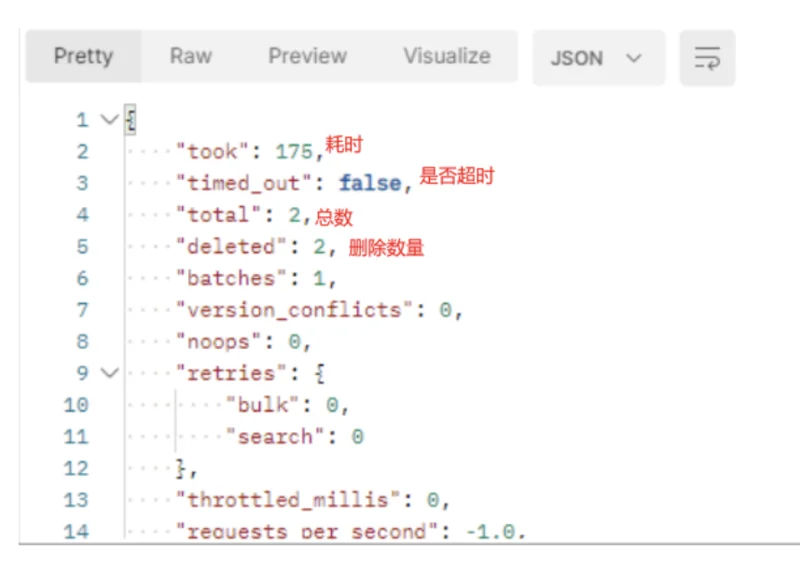 Pretty Raw Preview Visualize JSON
1 {
2 "took": 175, 耗时
3 "timed_out": false, 是否超时
4 "total": 2, 总数
5 "deleted": 2, 删除数量
6 "batches": 1,
7 "version_conflicts": 0,
8 "noops": 0,
9 "retries": {
10 "bulk": 0,
11 "search": 0
12 },
13 "throttled_millis": 0,
14 "requests_per_second": -1.0,